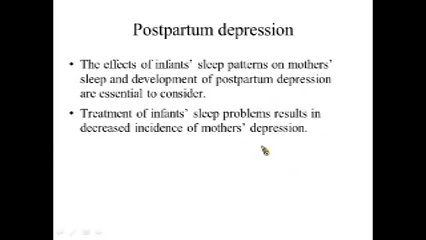 Postpartum depression
• The effects of infants' sleep patterns on mothers'
sleep and development of postpartum depression
are essential to consider.
• Treatment of infants' sleep problems results in
decreased incidence of mothers' depression.